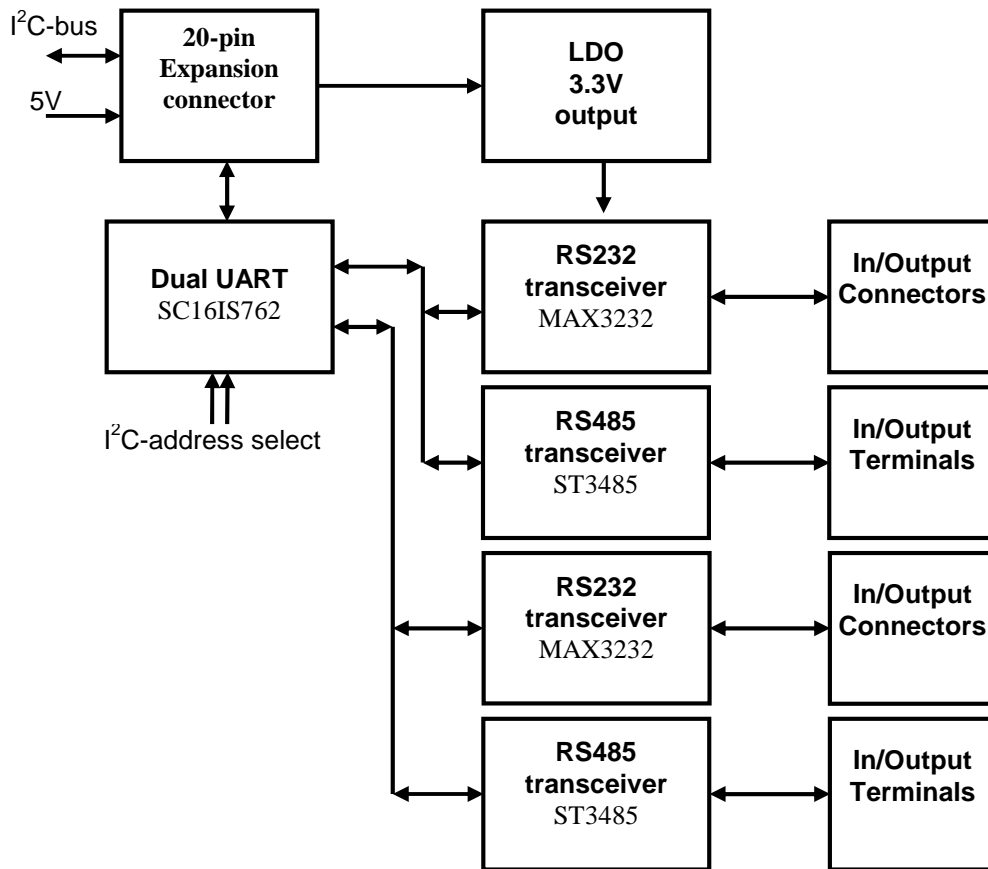 I²C-bus
5V
20-pin
Expansion
connector
LDO
3.3V
output
Dual UART
SC16IS762
I²C-address select
RS232
transceiver
MAX3232
In/Output
Connectors
RS485
transceiver
ST3485
In/Output
Terminals
RS232
transceiver
MAX3232
In/Output
Connectors
RS485
transceiver
ST3485
In/Output
Terminals